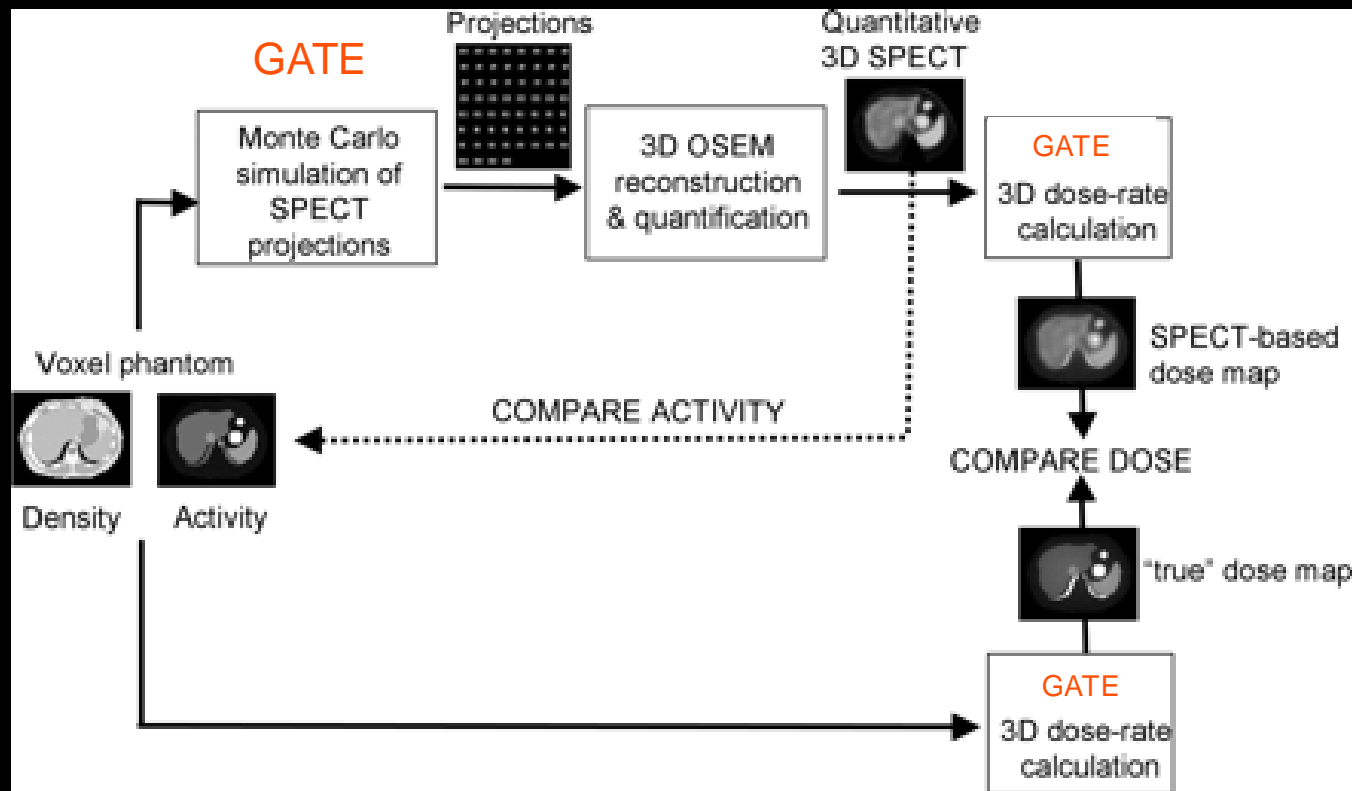 Projections
Quantitative
3D SPECT
GATE
Monte Carlo
simulation of
SPECT
projections
3D OSEM
reconstruction
& quantification
GATE
3D dose-rate
calculation
Voxel phantom
SPECT-based
dose map
COMPARE ACTIVITY
COMPARE DOSE
Density
Activity
"true" dose map
GATE
3D dose-rate
calculation